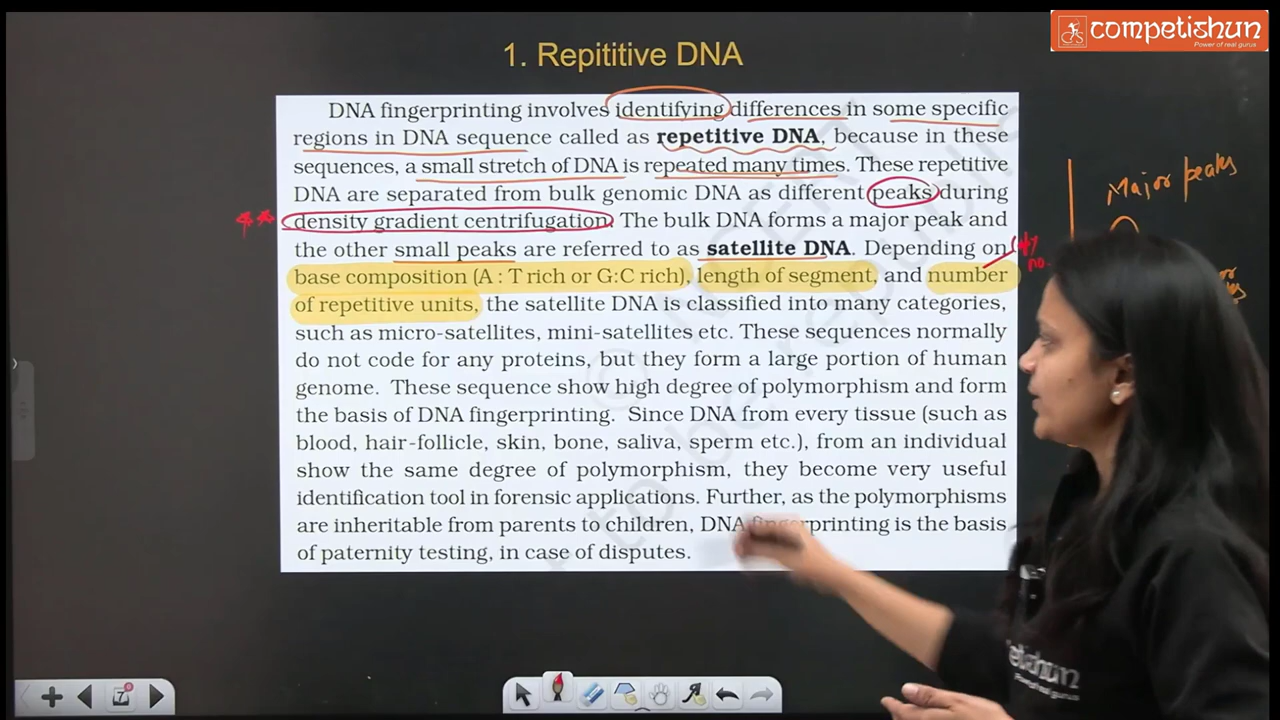 competishun
Power of real gurus
1. Repititive DNA
DNA fingerprinting involves identifying differences in some specific
regions in DNA sequence called as repetitive DNA, because in these
sequences, a small stretch of DNA is repeated many times. These repetitive
DNA are separated from bulk genomic DNA as different peaks during
density gradient centrifugation. The bulk DNA forms a major peak and
the other small peaks are referred to as satellite DNA. Depending on
base composition (A : T rich or G:C rich), length of segment, and number
of repetitive units, the satellite DNA is classified into many categories,
such as micro-satellites, mini-satellites etc. These sequences normally
do not code for any proteins, but they form a large portion of human
genome. These sequence show high degree of polymorphism and form
the basis of DNA fingerprinting. Since DNA from every tissue (such as
blood, hair-follicle, skin, bone, saliva, sperm etc.), from an individual
show the same degree of polymorphism, they become very useful
identification tool in forensic applications. Further, as the polymorphisms
are inheritable from parents to children, DNA fingerprinting is the basis
of paternity testing, in case of disputes.
Major peaks
no.
7
Power of real gurus